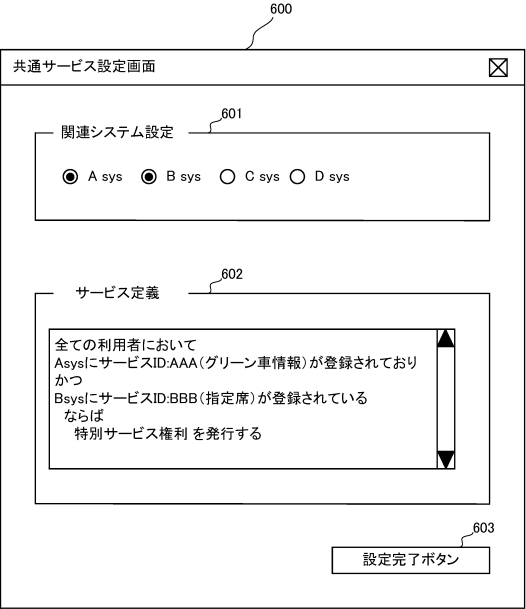 600
共通サービス設定画面
601
関連システム設定
A sys B sys C sys D sys
602
サービス定義
全ての利用者において
AsysにサービスID:AAA(グリーン車情報)が登録されており
かつ
BsysにサービスID:BBB(指定席)が登録されている
ならば
特別サービス権利 を発行する
603
設定完了ボタン